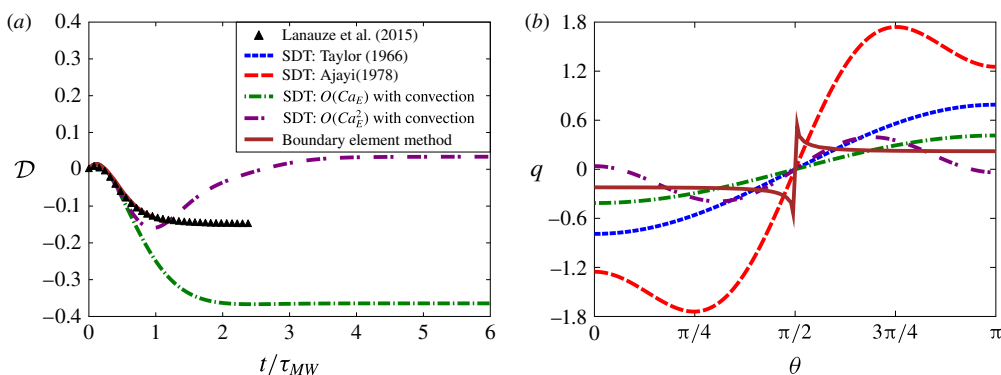 (a)
0.4
0.3
0.2
0.1
0
−0.1
−0.2
−0.3
−0.4
𝒟
Lanauze et al. (2015)
SDT: Taylor (1966)
SDT: Ajayi(1978)
SDT: O(Ca_E) with convection
SDT: O(Ca_E^2) with convection
Boundary element method
0 1 2 3 4 5 6
t/τ_MW
(b)
1.8
1.2
0.6
0
−0.6
−1.2
−1.8
q
0 π/4 π/2 3π/4 π
θ